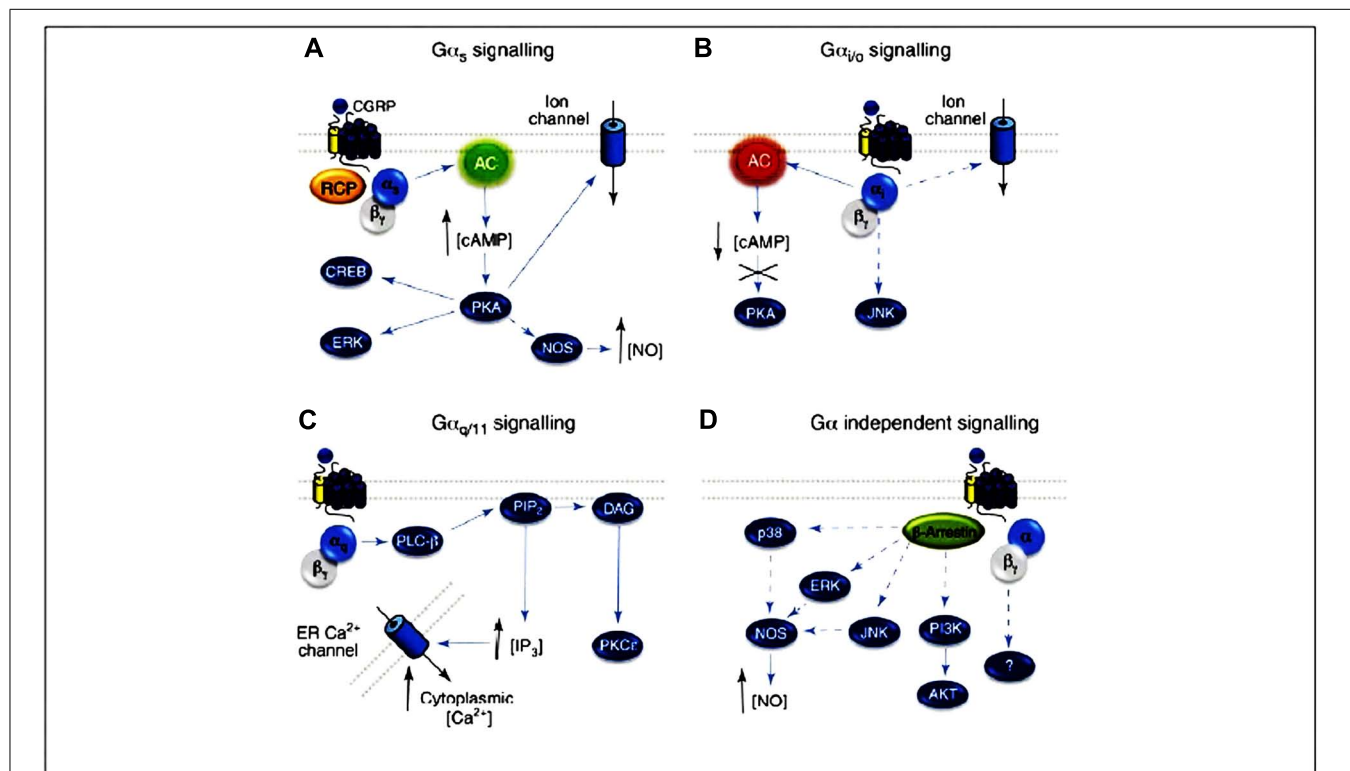 A
Gαs signalling
CGRP
Ion
channel
AC
RCP
αs
βγ
[cAMP]
CREB
PKA
ERK
NOS
[NO]
B
Gαi/o signalling
Ion
channel
AC
αi
βγ
[cAMP]
PKA
JNK
C
Gαq/11 signalling
PIP2
DAG
αq
PLC-β
βγ
ER Ca2+
channel
[IP3]
PKCε
Cytoplasmic
[Ca2+]
D
Gα independent signalling
p38
β-Arrestin
α
βγ
ERK
NOS
JNK
PI3K
?
AKT
[NO]